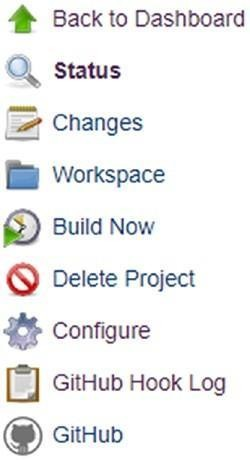 Back to Dashboard
Status
Changes
Workspace
Build Now
Delete Project
Configure
GitHub Hook Log
GitHub